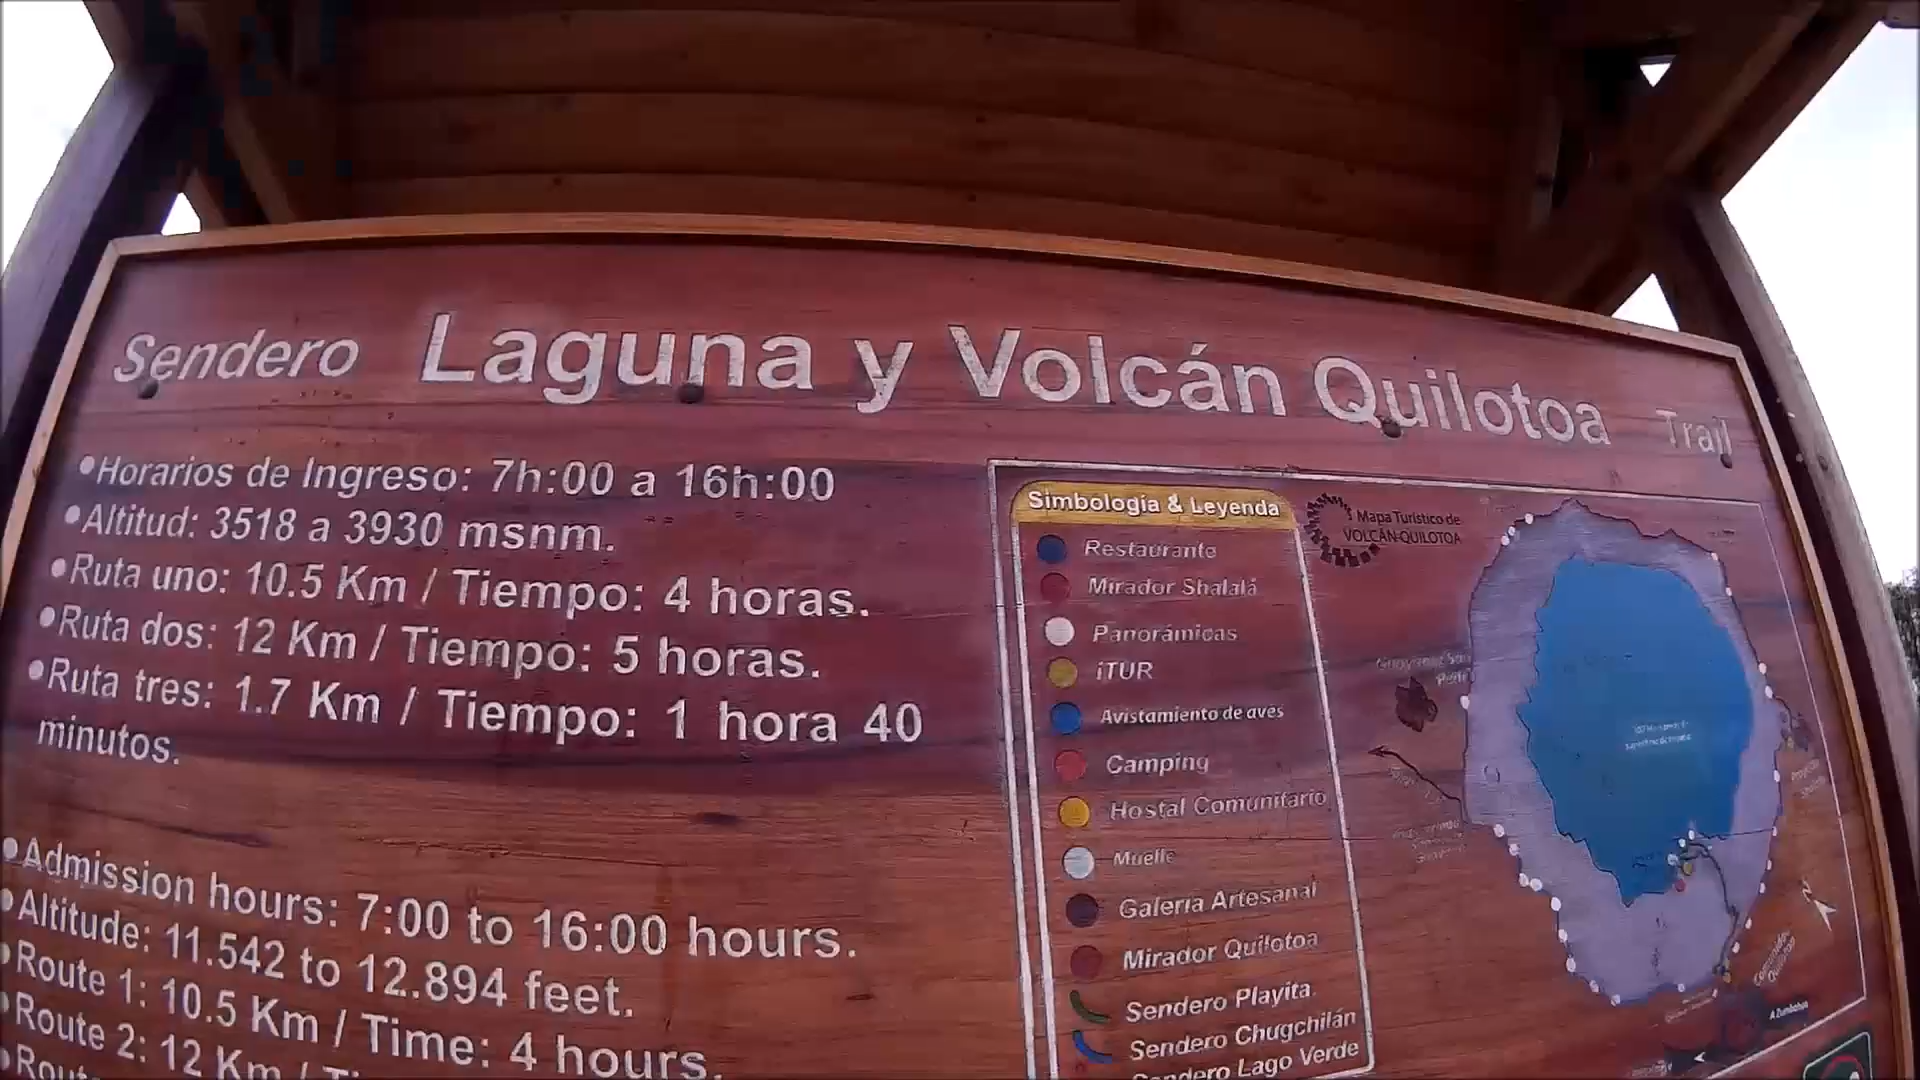 Sendero Laguna y Volcán Quilotoa Trail
•Horarios de Ingreso: 7h:00 a 16h:00
•Altitud: 3518 a 3930 msnm.
•Ruta uno: 10.5 Km / Tiempo: 4 horas.
•Ruta dos: 12 Km / Tiempo: 5 horas.
•Ruta tres: 1.7 Km / Tiempo: 1 hora 40
minutos.
•Admission hours: 7:00 to 16:00 hours.
•Altitude: 11.542 to 12.894 feet.
•Route 1: 10.5 Km / Time: 4 hours.
•Route 2: 12 Km /
Simbología & Leyenda
Restaurante
Mirador Shalalá
Panorámicas
iTUR
Avistamiento de aves
Camping
Hostal Comunitario
Muelle
Galería Artesanal
Mirador Quilotoa
Sendero Playita
Sendero Chugchilán
Sendero Lago Verde
Mapa Turístico de
VOLCÁN QUILOTOA